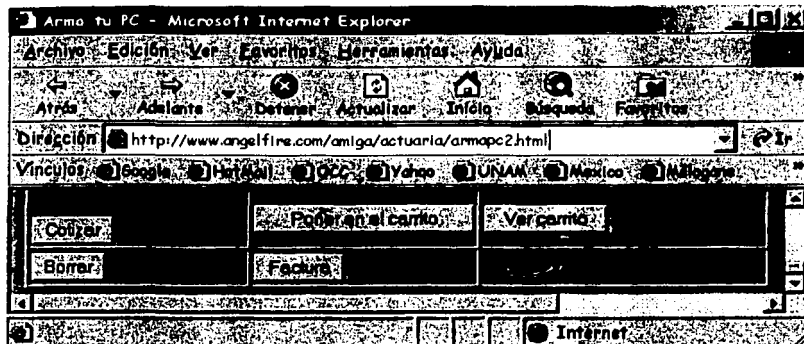 Arma tu PC - Microsoft Internet Explorer
Archivo Edición Ver Favoritos Herramientas Ayuda
Atrás Adelante Detener Actualizar Inicio Búsqueda Favoritos
Dirección http://www.angelfire.com/amiga/actuaria/armapc2.html Ir
Vínculos Google HotMail OCC Yahoo UNAM Mexico
Cotizar Poner en el carrito Ver carrito
Borrar Factura
Internet